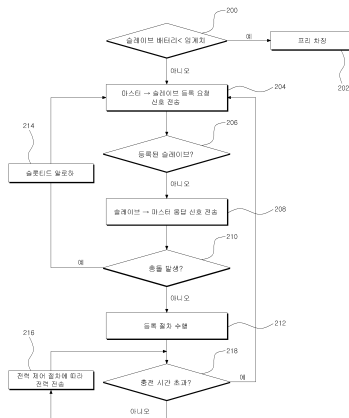 200
슬레이브 배터리< 임계치
예
프리 차징
202
아니오
마스터 → 슬레이브 등록 요청
신호 전송
204
206
214
등록된 슬레이브?
슬롯티드 알로하
아니오
슬레이브 → 마스터 응답 신호 전송
208
210
충돌 발생?
예
아니오
등록 절차 수행
212
216
218
전력 제어 절차에 따라
전력 전송
충전 시간 초과?
예
아니오